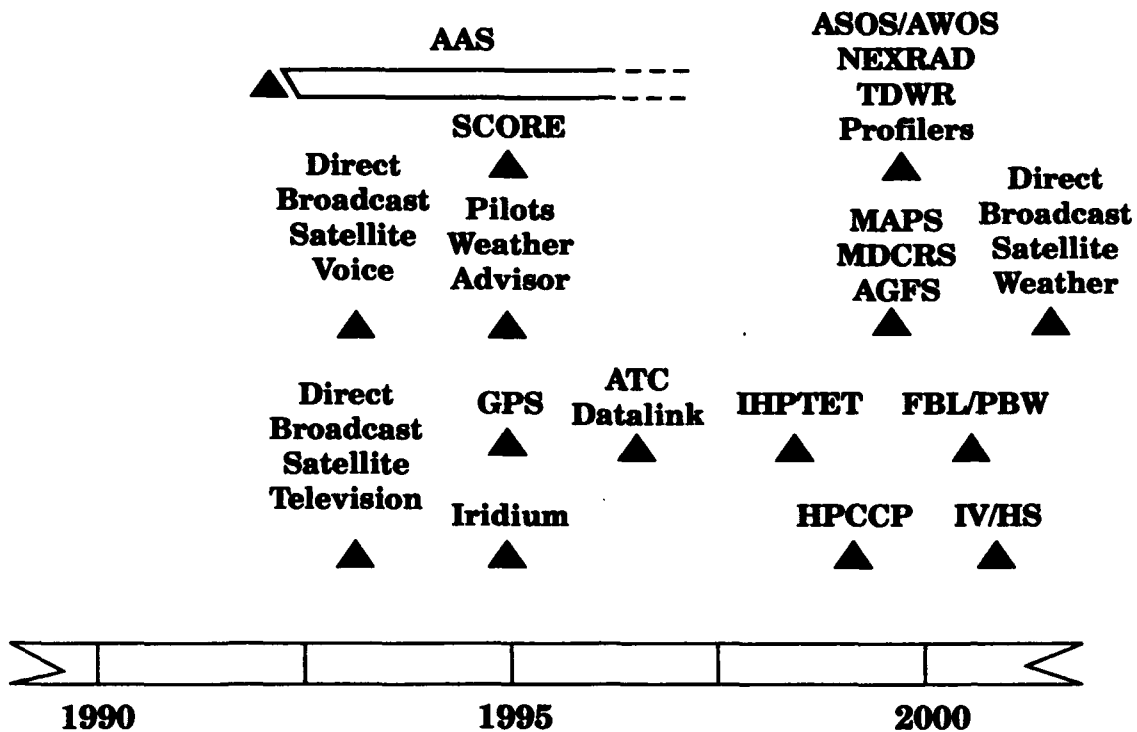 AAS
ASOS/AWOS
NEXRAD
TDWR
Profilers
SCORE
Direct
Broadcast
Satellite
Voice
Pilots
Weather
Advisor
MAPS
MDCRS
AGFS
Direct
Broadcast
Satellite
Weather
Direct
Broadcast
Satellite
Television
GPS
ATC
Datalink
IHPTET
FBL/PBW
Iridium
HPCCP
IV/HS
1990
1995
2000